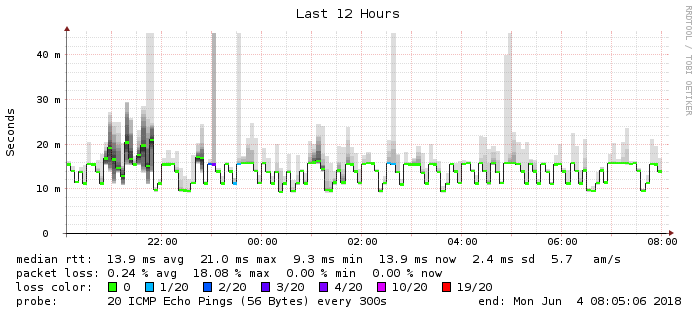 Last 12 Hours
RRDTOOL / TOBI OETIKER
Seconds
40 m
30 m
20 m
10 m
0
22:00 00:00 02:00 04:00 06:00 08:00
median rtt: 13.9 ms avg 21.0 ms max 9.3 ms min 13.9 ms now 2.4 ms sd 5.7 am/s
packet loss: 0.24 % avg 18.08 % max 0.00 % min 0.00 % now
loss color: 0 1/20 2/20 3/20 4/20 10/20 19/20
probe: 20 ICMP Echo Pings (56 Bytes) every 300s end: Mon Jun 4 08:05:06 2018